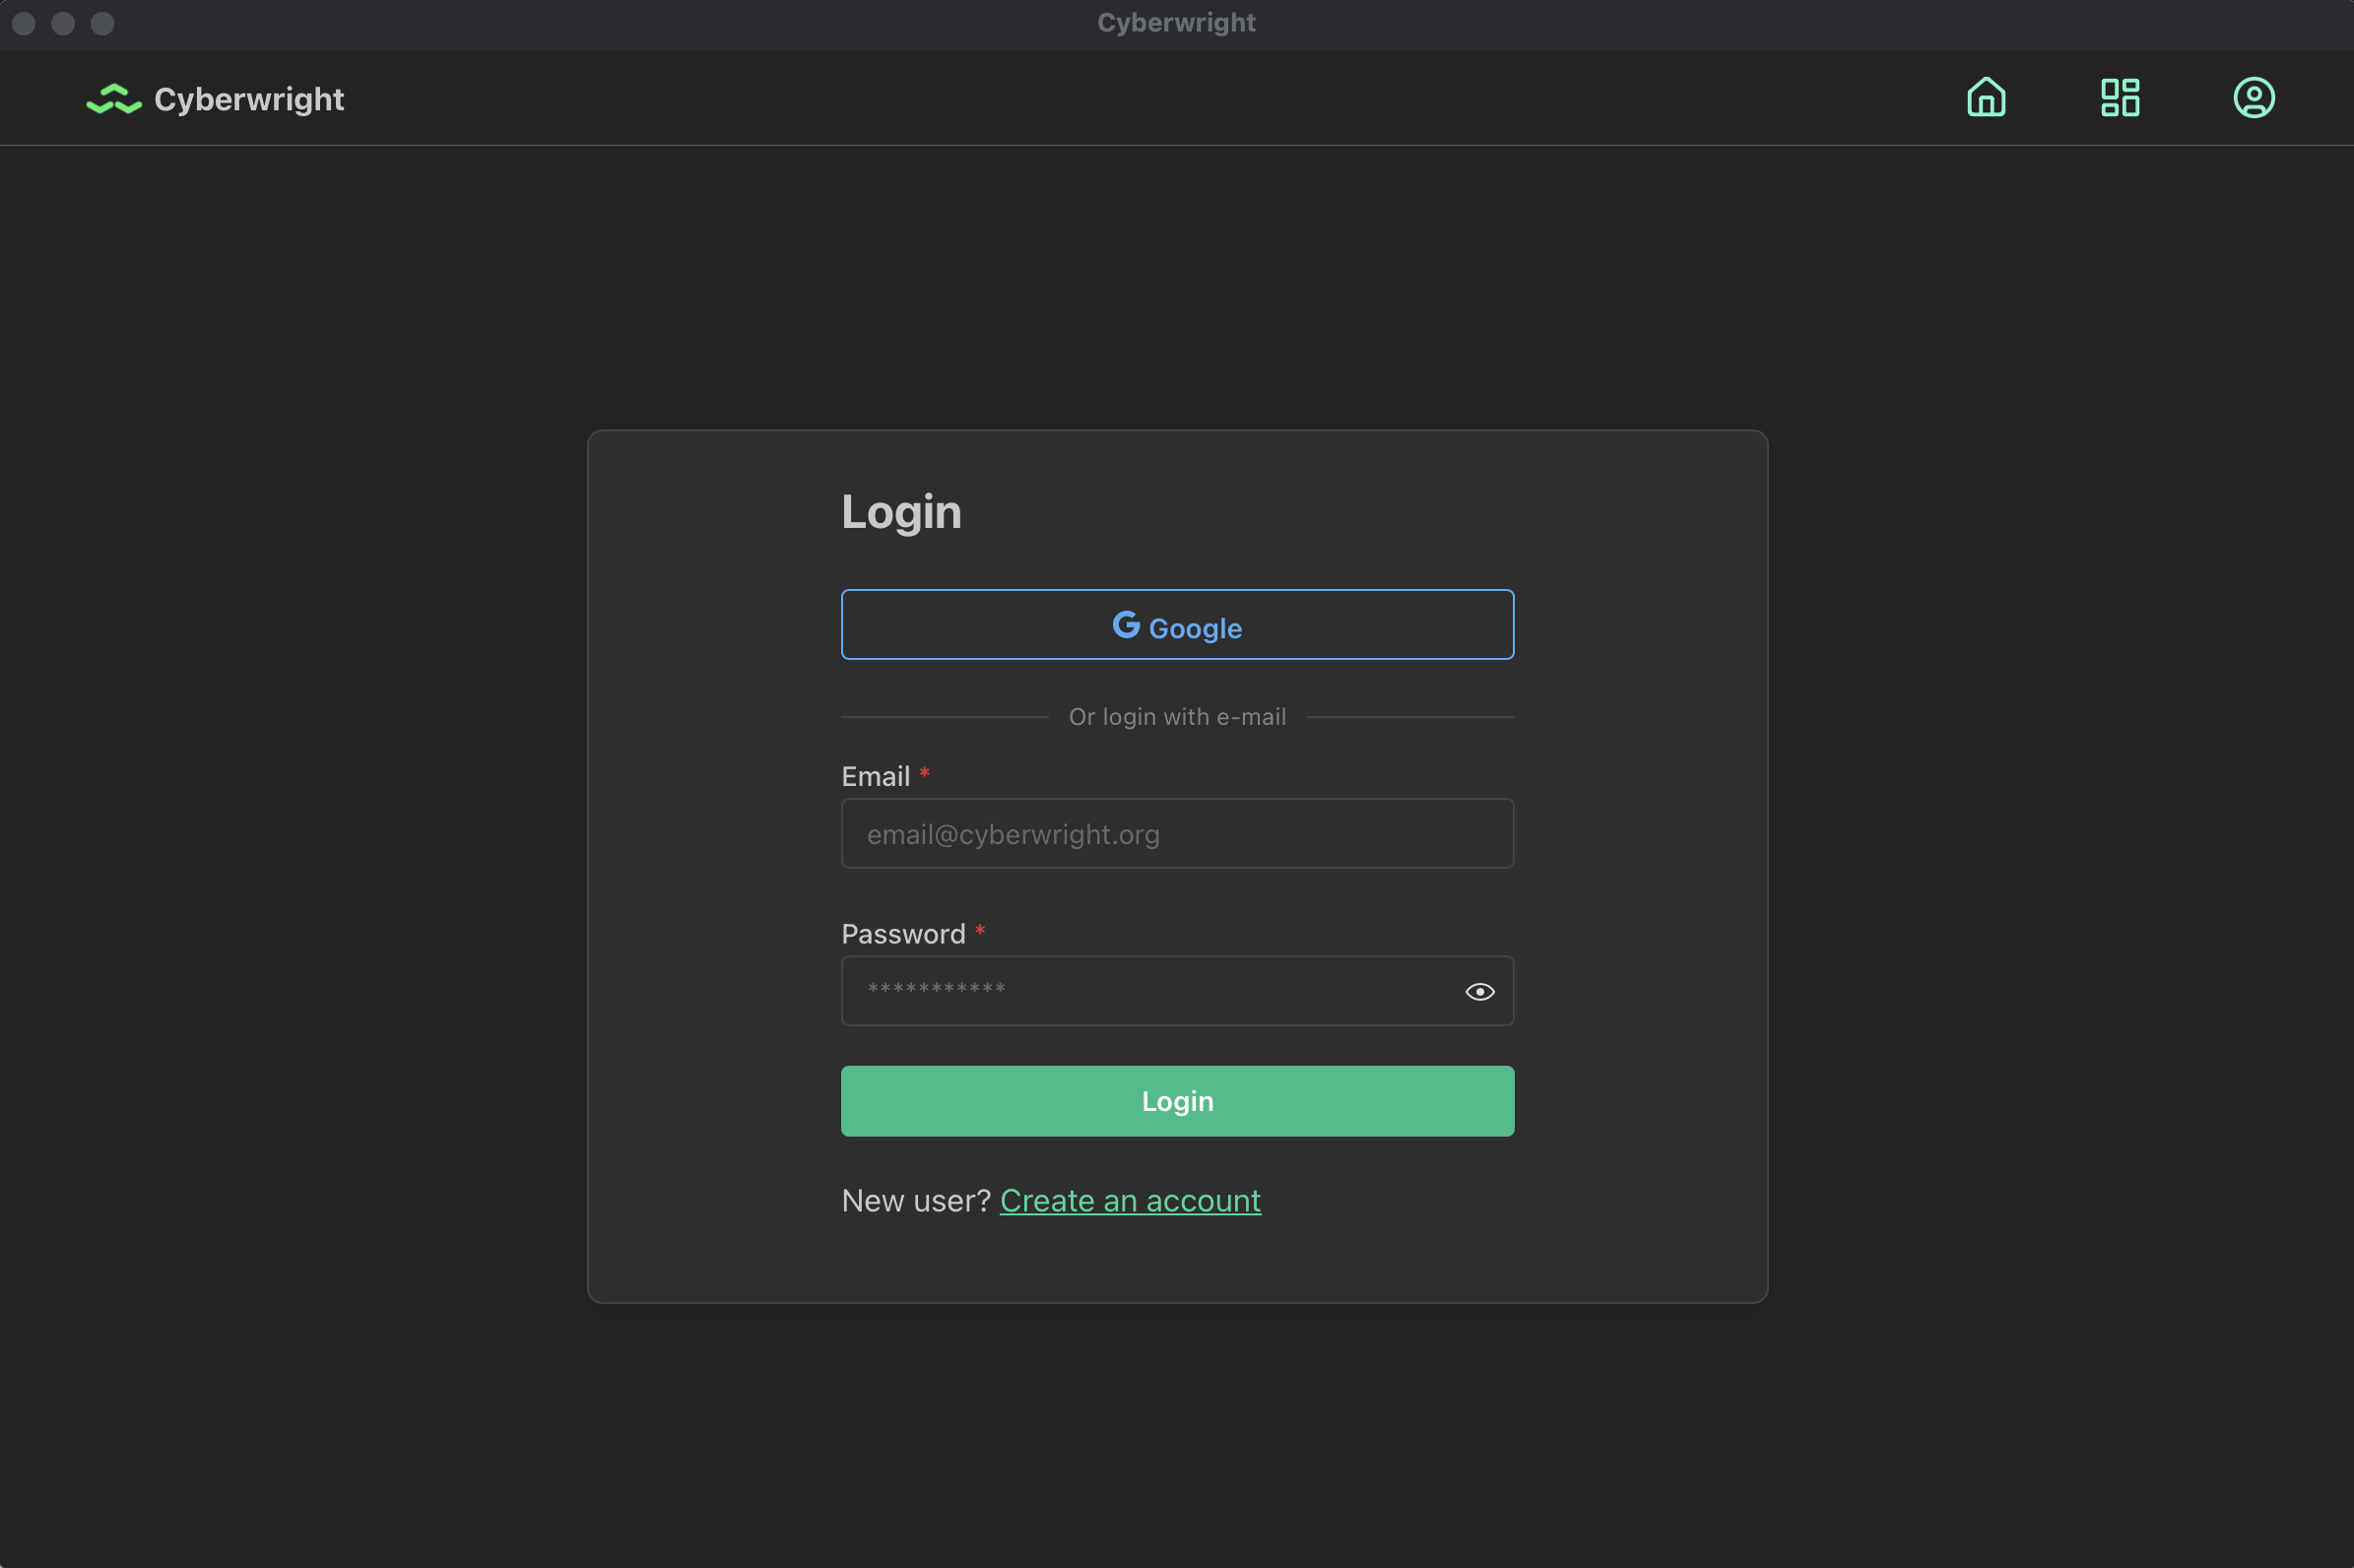 Cyberwright
Cyberwright
Login
Google
Or login with e-mail
Email *
email@cyberwright.org
Password *
***********
Login
New user? Create an account